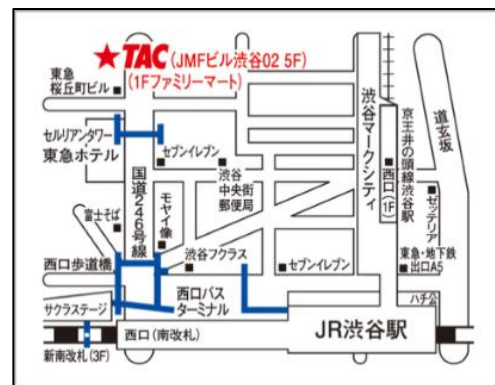 ★TAC(JMFビル渋谷02 5F)
(1Fファミリーマート)
東急
桜丘町ビル
セルリアンタワー
東急ホテル
セブンイレブン
渋谷
中央街
郵便局
国道246号線
モヤイ像
富士そば
西口歩道橋
渋谷フクラス
セブンイレブン
サクラステージ
西口バス
ターミナル
西口(南改札)
新南改札(3F)
JR渋谷駅
渋谷マークシティ
西口(1F)
京王井の頭線渋谷駅
道玄坂
ゼッテリア
東急・地下鉄
出口A5
ハチ公